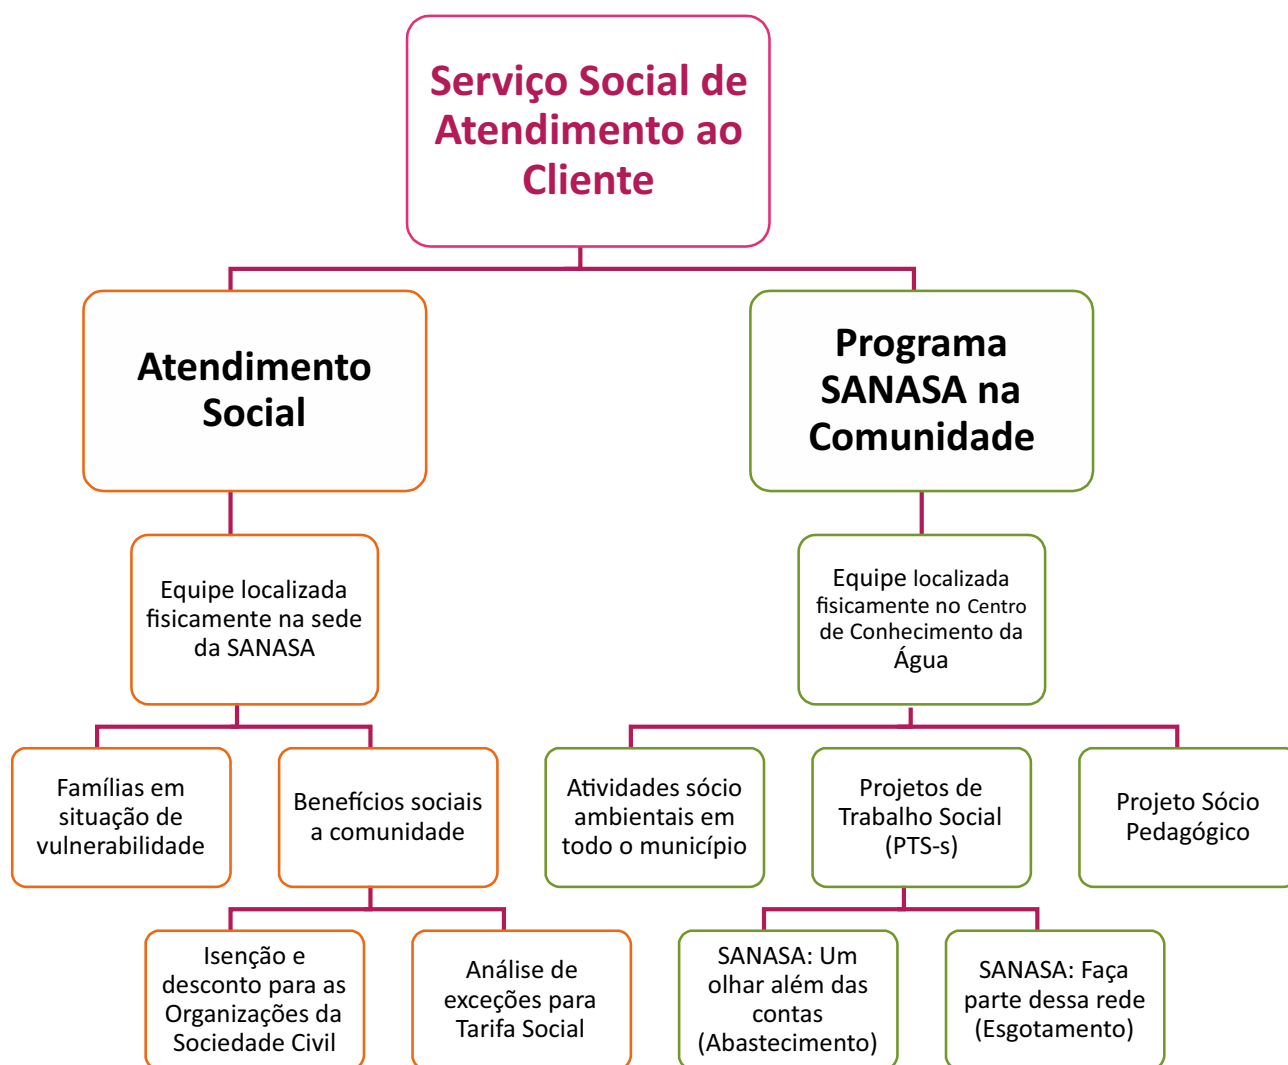 Serviço Social de
Atendimento ao
Cliente
Atendimento
Social
Programa
SANASA na
Comunidade
Equipe localizada
fisicamente na sede
da SANASA
Equipe localizada
fisicamente no Centro
de Conhecimento da
Água
Famílias em
situação de
vulnerabilidade
Benefícios sociais
a comunidade
Atividades sócio
ambientais em
todo o município
Projetos de
Trabalho Social
(PTS-s)
Projeto Sócio
Pedagógico
Isenção e
desconto para as
Organizações da
Sociedade Civil
Análise de
exceções para
Tarifa Social
SANASA: Um
olhar além das
contas
(Abastecimento)
SANASA: Faça
parte dessa rede
(Esgotamento)